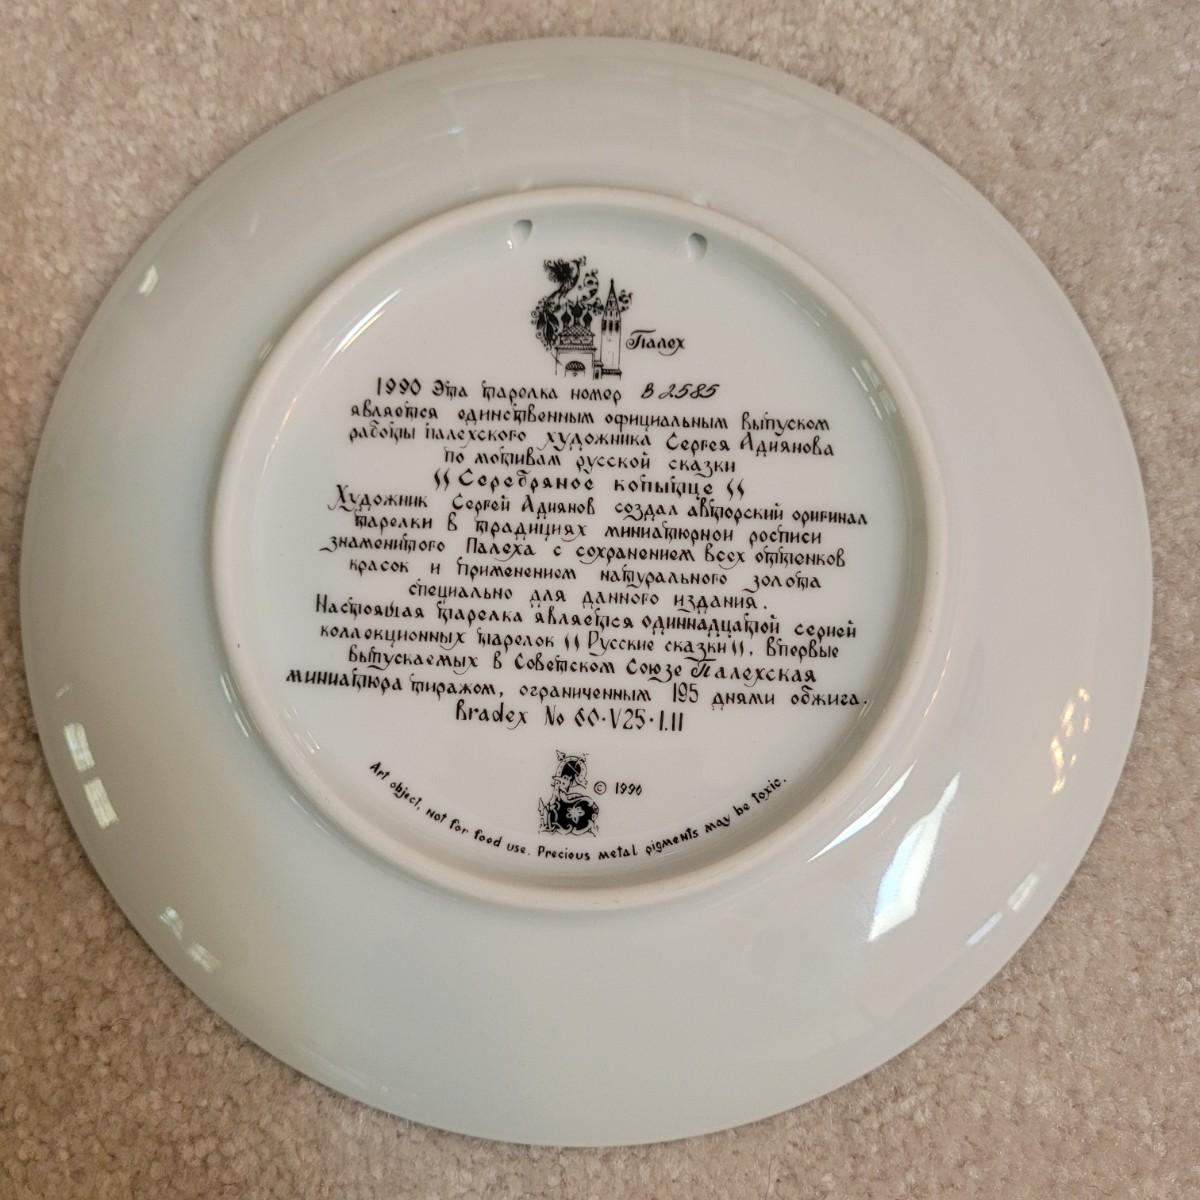 Палех
1990 Эта тарелка номер B 2585
является единственным официальным выпуском
работы палехского художника Сергея Адиянова
по мотивам русской сказки
"Серебряное копытце"
Художник Сергей Адиянов создал авторский оригинал
тарелки в традициях миниатюрной росписи
знаменитого Палеха с сохранением всех оттенков
красок и применением натурального золота
специально для данного издания.
Настоящая тарелка является одиннадцатой серией
коллекционных тарелок "Русские сказки", впервые
выпускаемых в Советском Союзе Палехская
миниатюра тиражом, ограниченным 195 днями обжига.
Bradex No 60·V25·1.11
© 1990
Art object, not for food use. Precious metal pigments may be toxic.